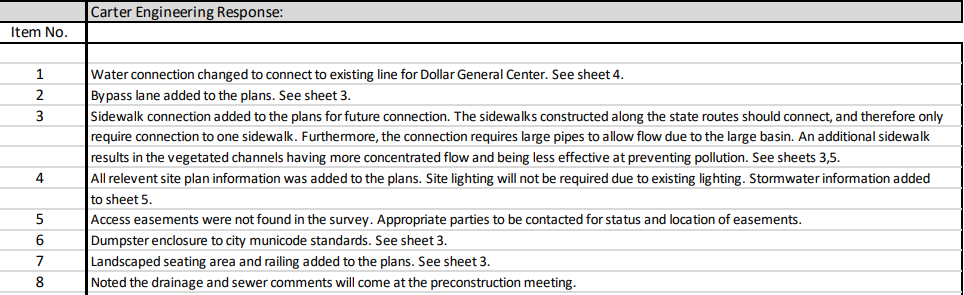 Carter Engineering Response:
Item No.
1 Water connection changed to connect to existing line for Dollar General Center. See sheet 4.
2 Bypass lane added to the plans. See sheet 3.
3 Sidewalk connection added to the plans for future connection. The sidewalks constructed along the state routes should connect, and therefore only
require connection to one sidewalk. Furthermore, the connection requires large pipes to allow flow due to the large basin. An additional sidewalk
results in the vegetated channels having more concentrated flow and being less effective at preventing pollution. See sheets 3,5.
4 All relevent site plan information was added to the plans. Site lighting will not be required due to existing lighting. Stormwater information added
to sheet 5.
5 Access easements were not found in the survey. Appropriate parties to be contacted for status and location of easements.
6 Dumpster enclosure to city municode standards. See sheet 3.
7 Landscaped seating area and railing added to the plans. See sheet 3.
8 Noted the drainage and sewer comments will come at the preconstruction meeting.